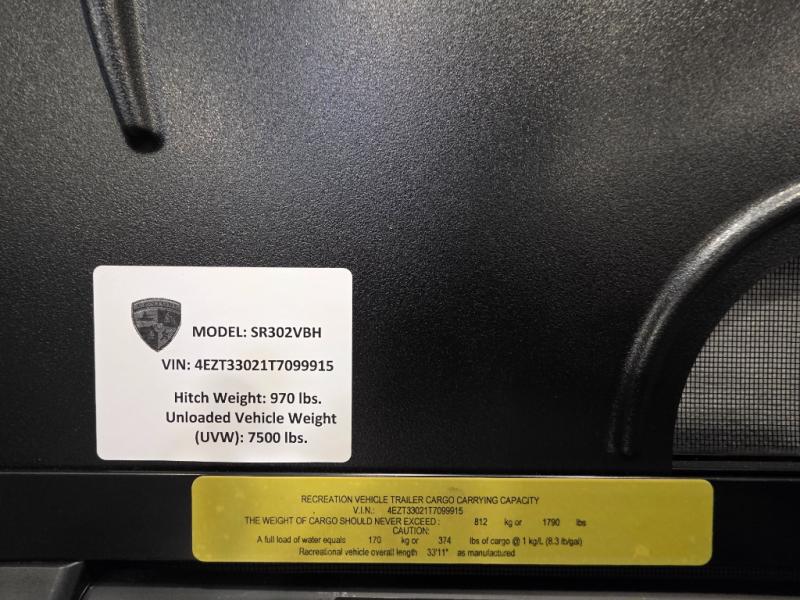 MODEL: SR302VBH
VIN: 4EZT33021T7099915
Hitch Weight: 970 lbs.
Unloaded Vehicle Weight
(UVW): 7500 lbs.
RECREATION VEHICLE TRAILER CARGO CARRYING CAPACITY
V.I.N.: 4EZT33021T7099915
THE WEIGHT OF CARGO SHOULD NEVER EXCEED : 812 kg or 1790 lbs
CAUTION:
A full load of water equals 170 kg or 374 lbs of cargo @ 1 kg/L (8.3 lb/gal)
Recreational vehicle overall length 33'11" as manufactured